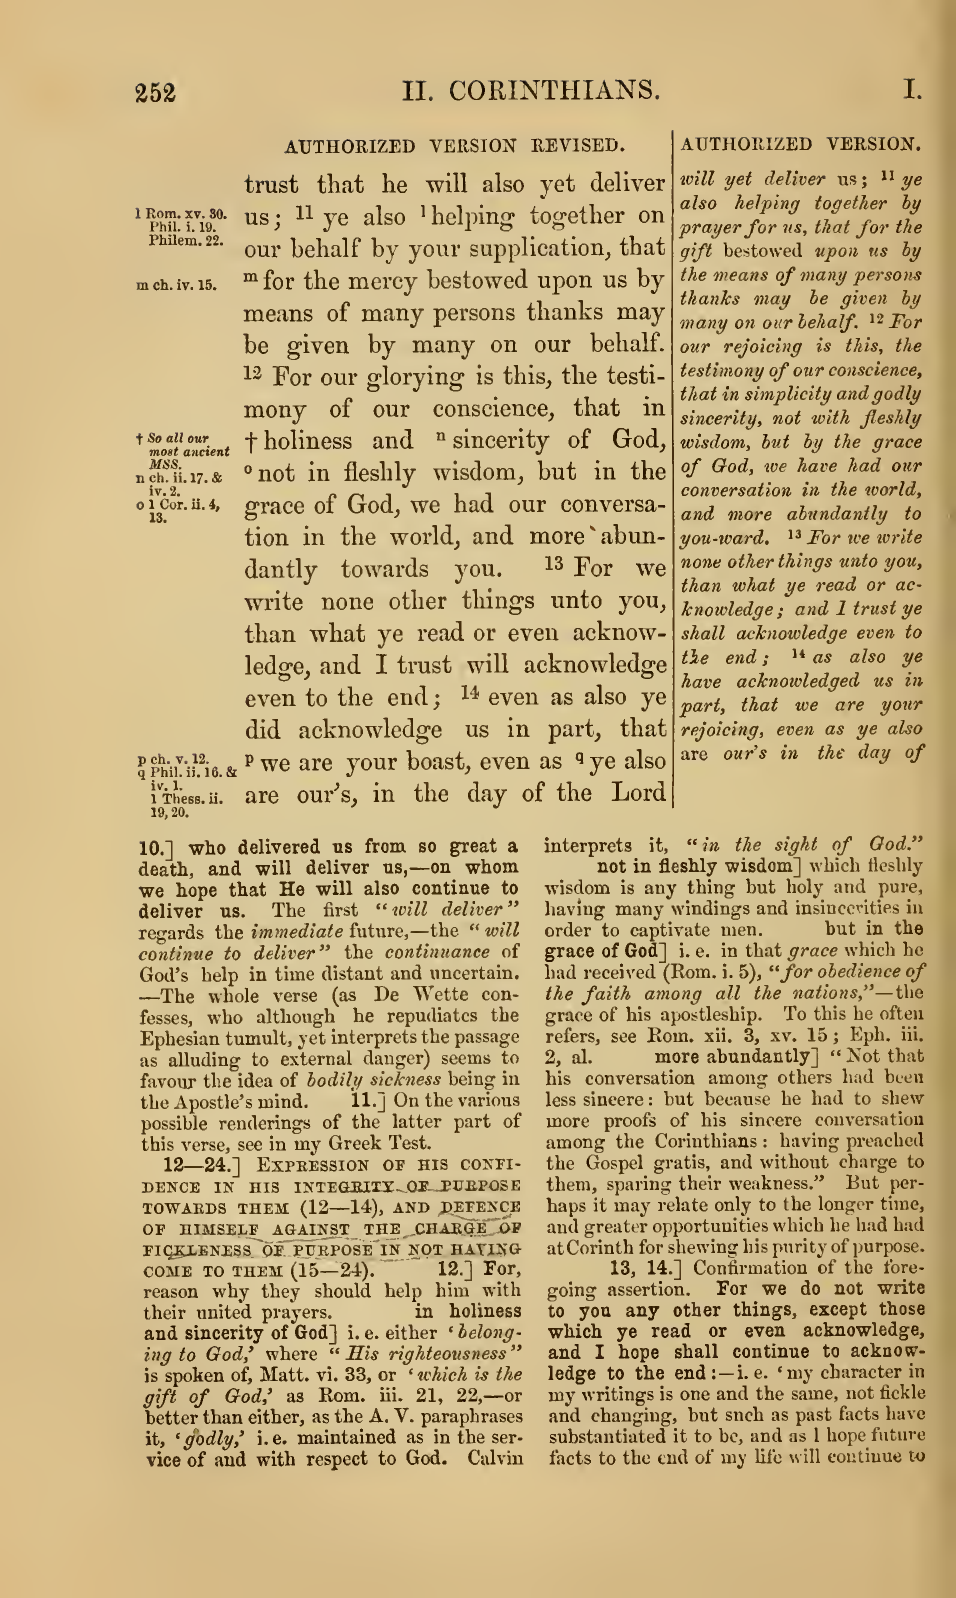 252 II. CORINTHIANS. I.
AUTHORIZED VERSION REVISED.
trust that he will also yet deliver
us; 11 ye also l helping together on
our behalf by your supplication, that
m for the mercy bestowed upon us by
means of many persons thanks may
be given by many on our behalf.
12 For our glorying is this, the testi-
mony of our conscience, that in
† holiness and n sincerity of God,
o not in fleshly wisdom, but in the
grace of God, we had our conversa-
tion in the world, and more abun-
dantly towards you. 13 For we
write none other things unto you,
than what ye read or even acknow-
ledge, and I trust will acknowledge
even to the end; 14 even as also ye
did acknowledge us in part, that
p we are your boast, even as q ye also
are our's, in the day of the Lord
l Rom. xv. 30.
Phil. i. 19.
Philem. 22.
m ch. iv. 15.
† So all our
most ancient
MSS.
n ch. ii. 17. &
iv. 2.
o 1 Cor. ii. 4,
13.
p ch. v. 12.
q Phil. ii. 16. &
iv. 1.
1 Thess. ii.
19, 20.
AUTHORIZED VERSION.
will yet deliver us; 11 ye
also helping together by
prayer for us, that for the
gift bestowed upon us by
the means of many persons
thanks may be given by
many on our behalf. 12 For
our rejoicing is this, the
testimony of our conscience,
that in simplicity and godly
sincerity, not with fleshly
wisdom, but by the grace
of God, we have had our
conversation in the world,
and more abundantly to
you-ward. 13 For we write
none other things unto you,
than what ye read or ac-
knowledge; and I trust ye
shall acknowledge even to
the end; 14 as also ye
have acknowledged us in
part, that we are your
rejoicing, even as ye also
are our's in the day of
10.] who delivered us from so great a
death, and will deliver us,—on whom
we hope that He will also continue to
deliver us. The first "will deliver"
regards the immediate future,—the "will
continue to deliver" the continuance of
God's help in time distant and uncertain.
—The whole verse (as De Wette con-
fesses, who although he repudiates the
Ephesian tumult, yet interprets the passage
as alluding to external danger) seems to
favour the idea of bodily sickness being in
the Apostle's mind. 11.] On the various
possible renderings of the latter part of
this verse, see in my Greek Test.
12—24.] EXPRESSION OF HIS CONFI-
DENCE IN HIS INTEGRITY OF PURPOSE
TOWARDS THEM (12—14), AND DEFENCE
OF HIMSELF AGAINST THE CHARGE OF
FICKLENESS OF PURPOSE IN NOT HAVING
COME TO THEM (15—24). 12.] For,
reason why they should help him with
their united prayers. in holiness
and sincerity of God] i. e. either 'belong-
ing to God,' where "His righteousness"
is spoken of, Matt. vi. 33, or 'which is the
gift of God,' as Rom. iii. 21, 22,—or
better than either, as the A. V. paraphrases
it, 'godly,' i. e. maintained as in the ser-
vice of and with respect to God. Calvin
interprets it, "in the sight of God."
not in fleshly wisdom] which fleshly
wisdom is any thing but holy and pure,
having many windings and insincerities in
order to captivate men. but in the
grace of God] i. e. in that grace which he
had received (Rom. i. 5), "for obedience of
the faith among all the nations,"—the
grace of his apostleship. To this he often
refers, see Rom. xii. 3, xv. 15; Eph. iii.
2, al. more abundantly] "Not that
his conversation among others had been
less sincere: but because he had to shew
more proofs of his sincere conversation
among the Corinthians: having preached
the Gospel gratis, and without charge to
them, sparing their weakness." But per-
haps it may relate only to the longer time,
and greater opportunities which he had had
at Corinth for shewing his purity of purpose.
13, 14.] Confirmation of the fore-
going assertion. For we do not write
to you any other things, except those
which ye read or even acknowledge,
and I hope shall continue to acknow-
ledge to the end:—i. e. 'my character in
my writings is one and the same, not fickle
and changing, but such as past facts have
substantiated it to be, and as I hope future
facts to the end of my life will continue to